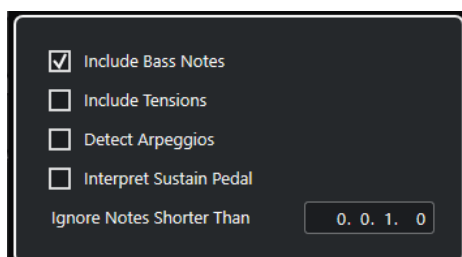 Include Bass Notes
Include Tensions
Detect Arpeggios
Interpret Sustain Pedal
Ignore Notes Shorter Than 0. 0. 1. 0